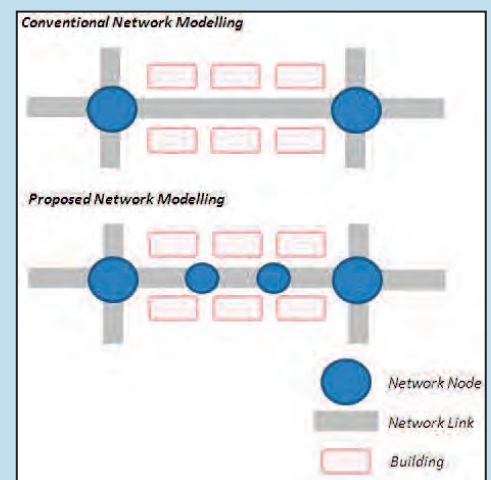 Conventional Network Modelling
Proposed Network Modelling
Network Node
Network Link
Building